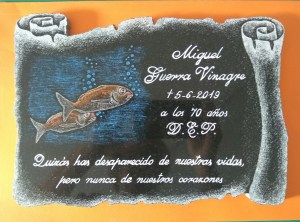 Miguel
Guerra Vinagre
† 5-6-2019
a los 70 años
D.E.P.
Quizás has desaparecido de nuestras vidas,
pero nunca de nuestros corazones